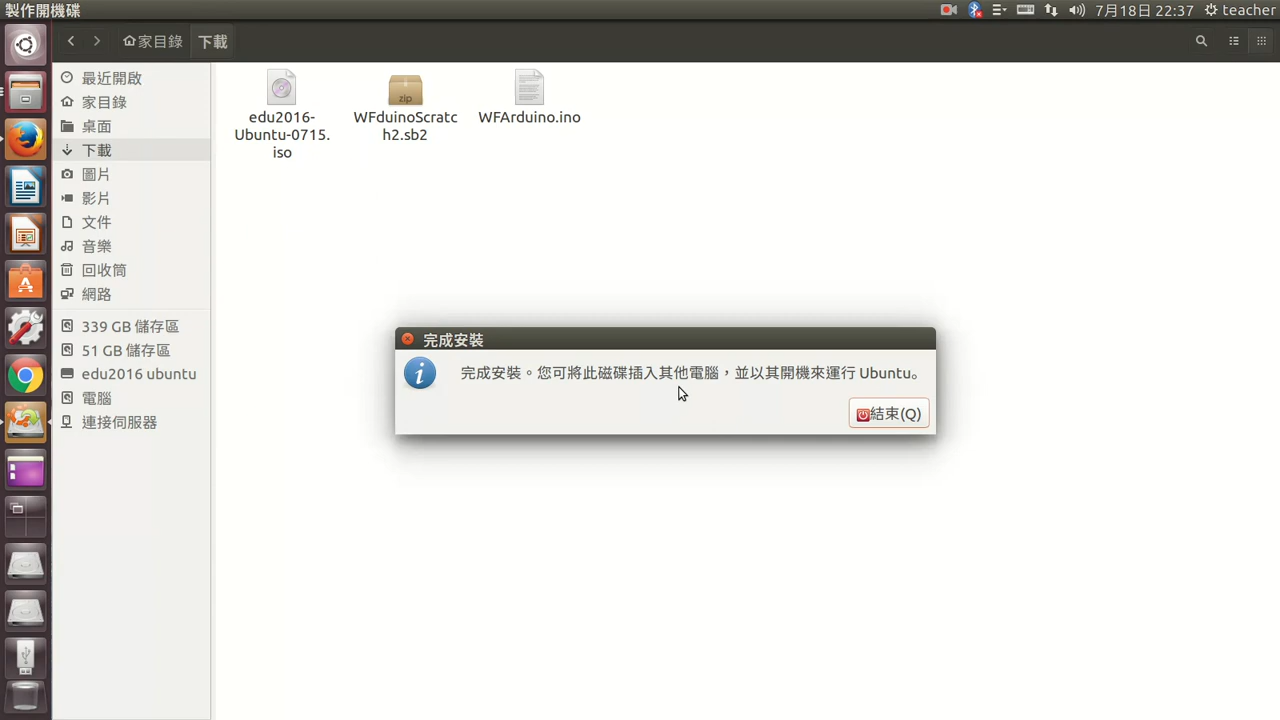 製作開機碟
7月18日 22:37
teacher
家目錄
下載
最近開啟
家目錄
桌面
下載
圖片
影片
文件
音樂
回收筒
網路
339 GB 儲存區
51 GB 儲存區
edu2016 ubuntu
電腦
連接伺服器
edu2016-
Ubuntu-0715.
iso
zip
WFduinoScratc
h2.sb2
WFArduino.ino
完成安裝
完成安裝。您可將此磁碟插入其他電腦，並以其開機來運行 Ubuntu。
結束(Q)